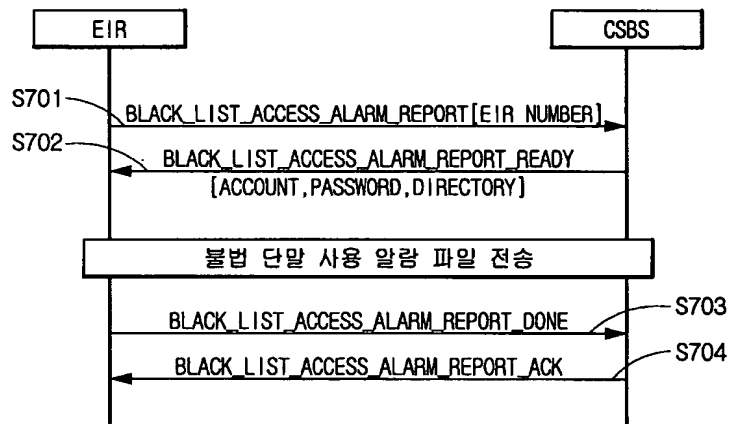 EIR
CSBS
S701
BLACK_LIST_ACCESS_ALARM_REPORT[EIR NUMBER]
S702
BLACK_LIST_ACCESS_ALARM_REPORT_READY
[ACCOUNT,PASSWORD,DIRECTORY]
불법 단말 사용 알람 파일 전송
BLACK_LIST_ACCESS_ALARM_REPORT_DONE
S703
BLACK_LIST_ACCESS_ALARM_REPORT_ACK
S704